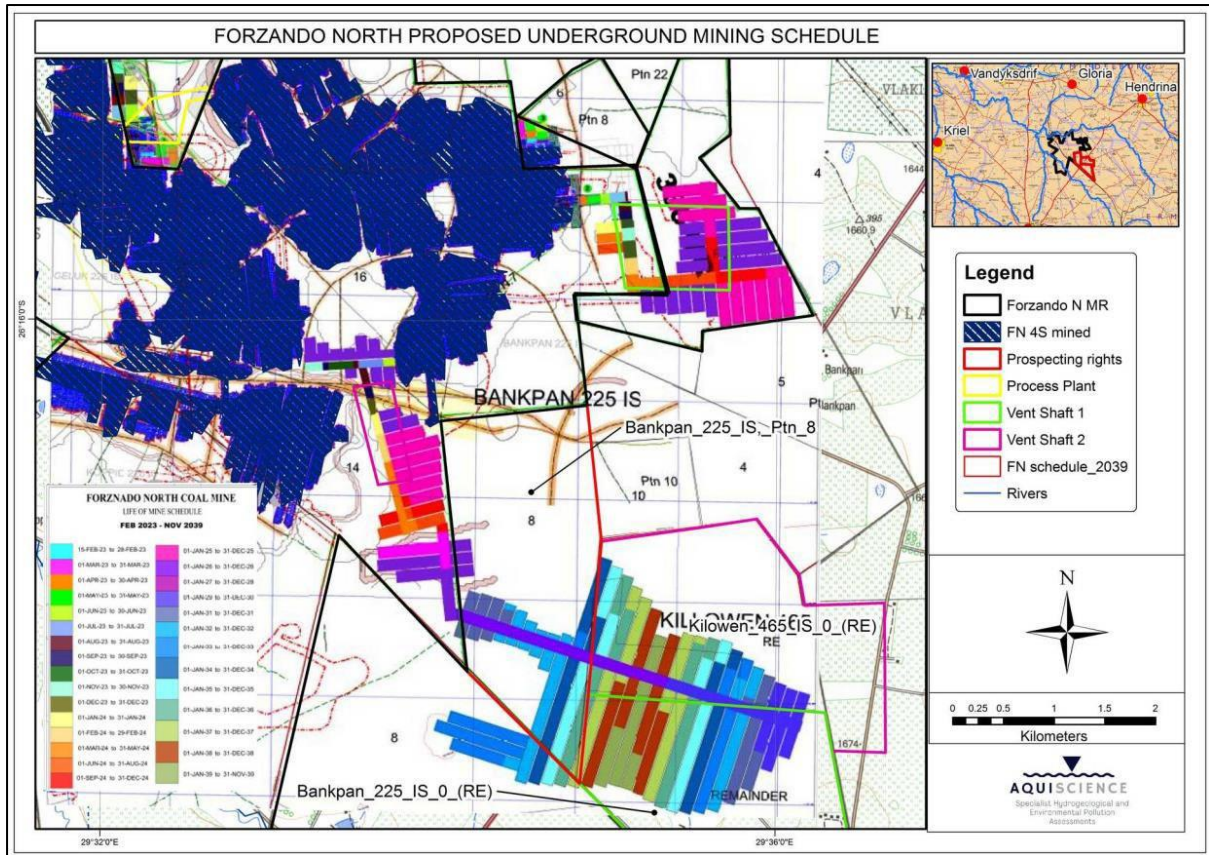 FORZANDO NORTH PROPOSED UNDERGROUND MINING SCHEDULE
Ptn 22
Ptn 8
6
1
4
395
1660,9
1644
16
BANKPAN 225 IS
5
Bankpan
BANKPAN 225 IS
Bankpan_225_IS,_Ptn_8
14
4
Ptn 10
10
8
KILLOWEN 465
Kilowen_465_IS_0_(RE)
RE
8
1674
REMAINDER
Bankpan_225_IS_0_(RE)
26°16'0"S
29°32'0"E
29°36'0"E
FORZNADO NORTH COAL MINE
LIFE OF MINE SCHEDULE
FEB 2023 - NOV 2039
15-FEB-23 to 28-FEB-23
01-MAR-23 to 31-MAR-23
01-APR-23 to 30-APR-23
01-MAY-23 to 31-MAY-23
01-JUN-23 to 30-JUN-23
01-JUL-23 to 31-JUL-23
01-AUG-23 to 31-AUG-23
01-SEP-23 to 30-SEP-23
01-OCT-23 to 31-OCT-23
01-NOV-23 to 30-NOV-23
01-DEC-23 to 31-DEC-23
01-JAN-24 to 31-JAN-24
01-FEB-24 to 29-FEB-24
01-MAR-24 to 31-MAY-24
01-JUN-24 to 31-AUG-24
01-SEP-24 to 31-DEC-24
01-JAN-25 to 31-DEC-25
01-JAN-26 to 31-DEC-26
01-JAN-27 to 31-DEC-28
01-JAN-29 to 31-DEC-30
01-JAN-31 to 31-DEC-31
01-JAN-32 to 31-DEC-32
01-JAN-33 to 31-DEC-33
01-JAN-34 to 31-DEC-34
01-JAN-35 to 31-DEC-35
01-JAN-36 to 31-DEC-36
01-JAN-37 to 31-DEC-37
01-JAN-38 to 31-DEC-38
01-JAN-39 to 31-NOV-39
Vandyksdrif
Gloria
Hendrina
Kriel
Legend
Forzando N MR
FN 4S mined
Prospecting rights
Process Plant
Vent Shaft 1
Vent Shaft 2
FN schedule_2039
Rivers
N
0 0.25 0.5 1 1.5 2
Kilometers
AQUISCIENCE
Specialist Hydrogeological and
Environmental Pollution
Assessments